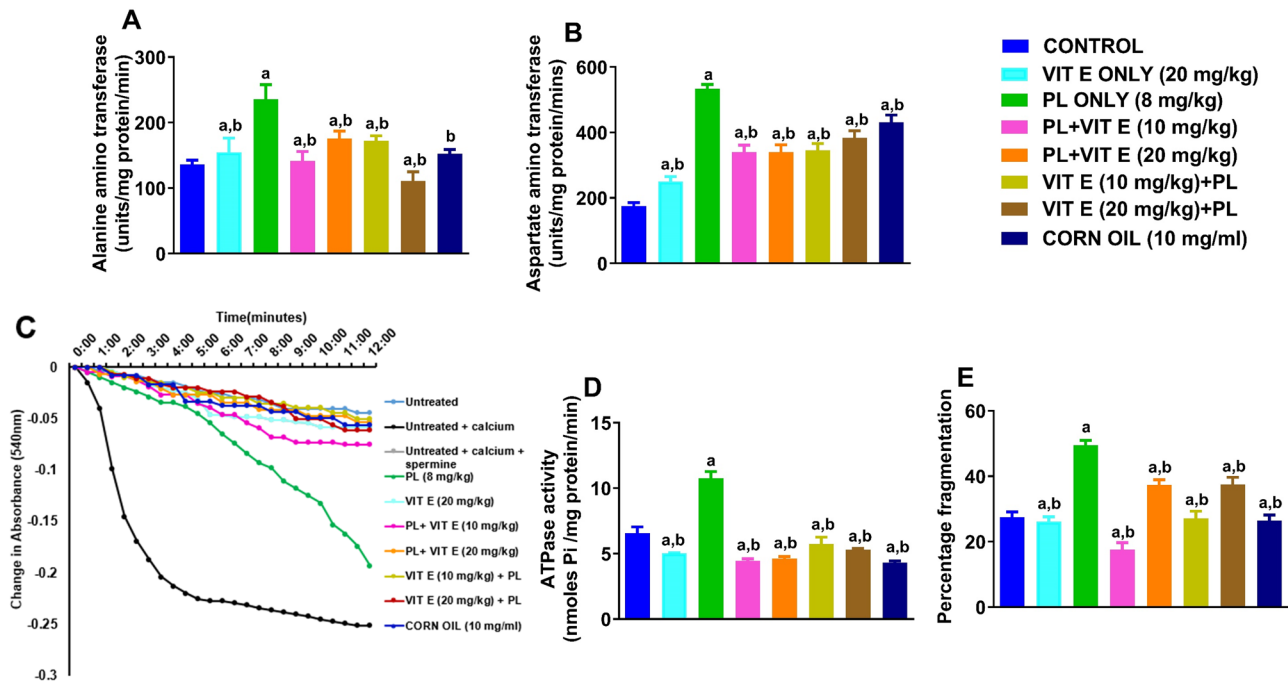 A
Alanine amino transferase
(units/mg protein/min)
300
200
100
0
a,b
a
a,b
a,b
a,b
a,b
b
B
Aspartate amino transferase
(units/mg protein/mins)
600
400
200
0
a,b
a
a,b
a,b
a,b
a,b
a,b
CONTROL
VIT E ONLY (20 mg/kg)
PL ONLY (8 mg/kg)
PL+VIT E (10 mg/kg)
PL+VIT E (20 mg/kg)
VIT E (10 mg/kg)+PL
VIT E (20 mg/kg)+PL
CORN OIL (10 mg/ml)
C
Time(minutes)
0:00
1:00
2:00
3:00
4:00
5:00
6:00
7:00
8:00
9:00
10:00
11:00
12:00
Change in Absorbance (540nm)
0
-0.05
-0.1
-0.15
-0.2
-0.25
-0.3
Untreated
Untreated + calcium
Untreated + calcium +
spermine
PL (8 mg/kg)
VIT E (20 mg/kg)
PL+ VIT E (10 mg/kg)
PL+ VIT E (20 mg/kg)
VIT E (10 mg/kg) + PL
VIT E (20 mg/kg) + PL
CORN OIL (10 mg/ml)
D
ATPase activity
(nmoles Pi /mg protein/min)
15
10
5
0
a,b
a
a,b
a,b
a,b
a,b
a,b
E
Percentage fragmentation
60
40
20
0
a,b
a
a,b
a,b
a,b
a,b
a,b